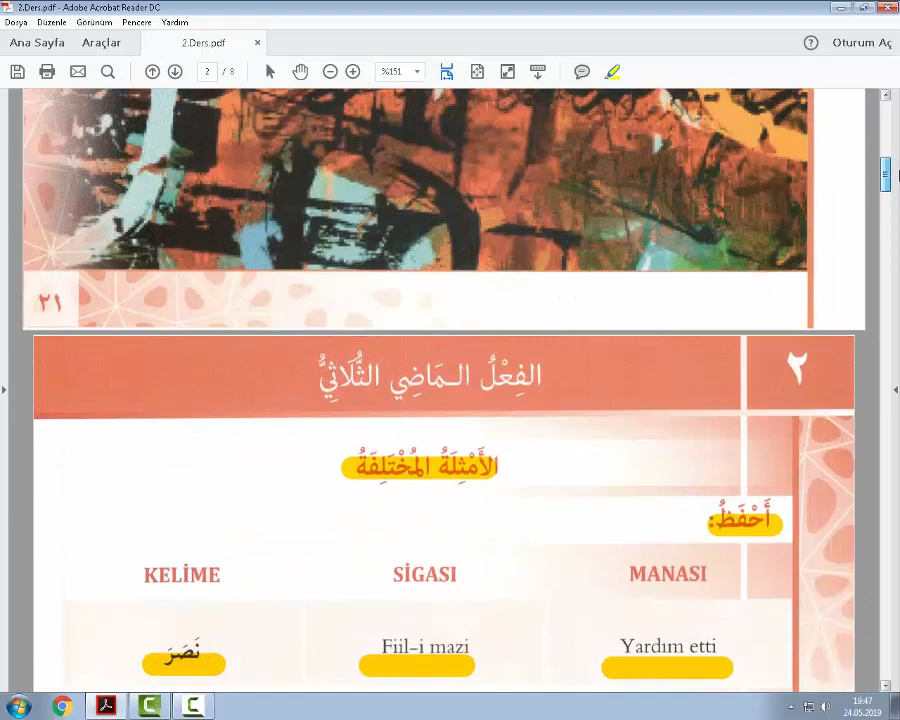 2.Ders.pdf - Adobe Acrobat Reader DC
Dosya Düzenle Görünüm Pencere Yardım
Ana Sayfa Araçlar 2.Ders.pdf Oturum Aç
2 / 8 %151
٢١
الفِعْلُ الـمَاضِي الثُّلَاثِيُّ ٢
الأَمْثِلَةُ المُخْتَلِفَةُ
أَحْفَظُ:
KELİME SİGASI MANASI
نَصَرَ Fiil-i mazi Yardım etti
19:47
24.05.2019